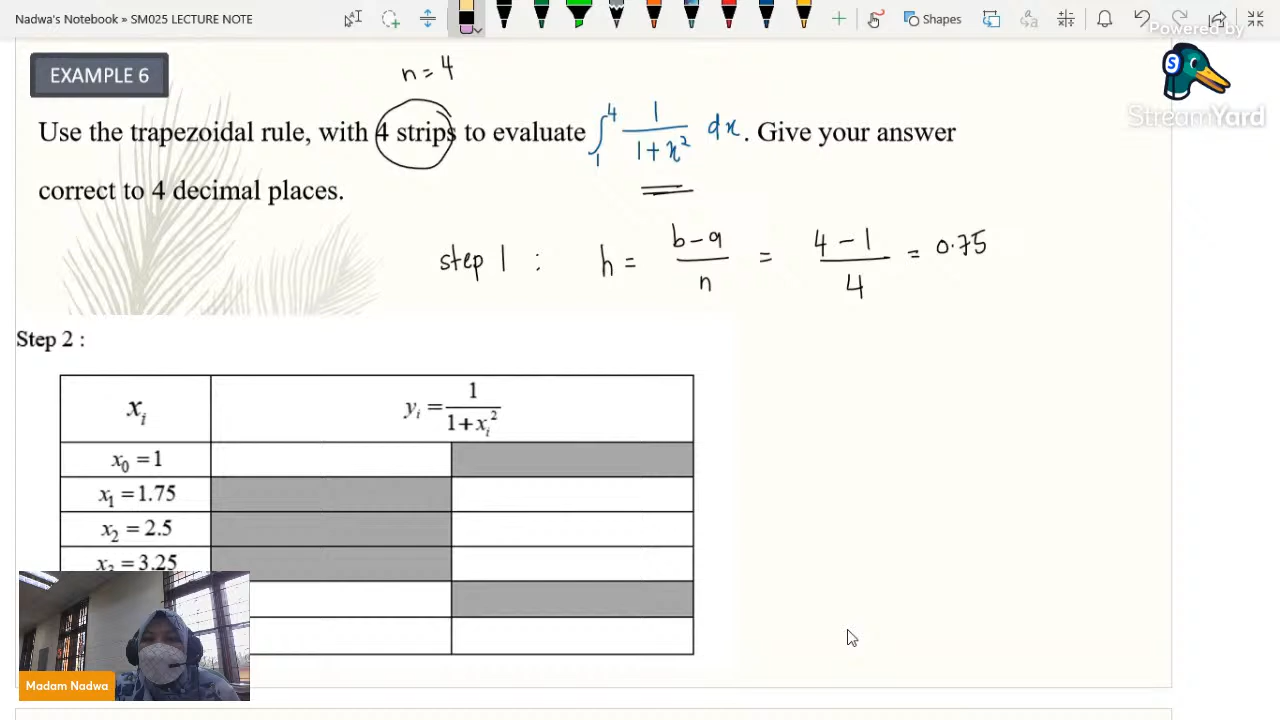 Nadwa's Notebook » SM025 LECTURE NOTE
Shapes
Powered by
StreamYard
EXAMPLE 6
n = 4
Use the trapezoidal rule, with 4 strips to evaluate ∫₁⁴ 1/(1+x²) dx. Give your answer
correct to 4 decimal places.
step 1 : h = (b-a)/n = (4-1)/4 = 0.75
Step 2 :
xᵢ yᵢ = 1/(1+xᵢ²)
x₀ = 1
x₁ = 1.75
x₂ = 2.5
x₃ = 3.25
Madam Nadwa